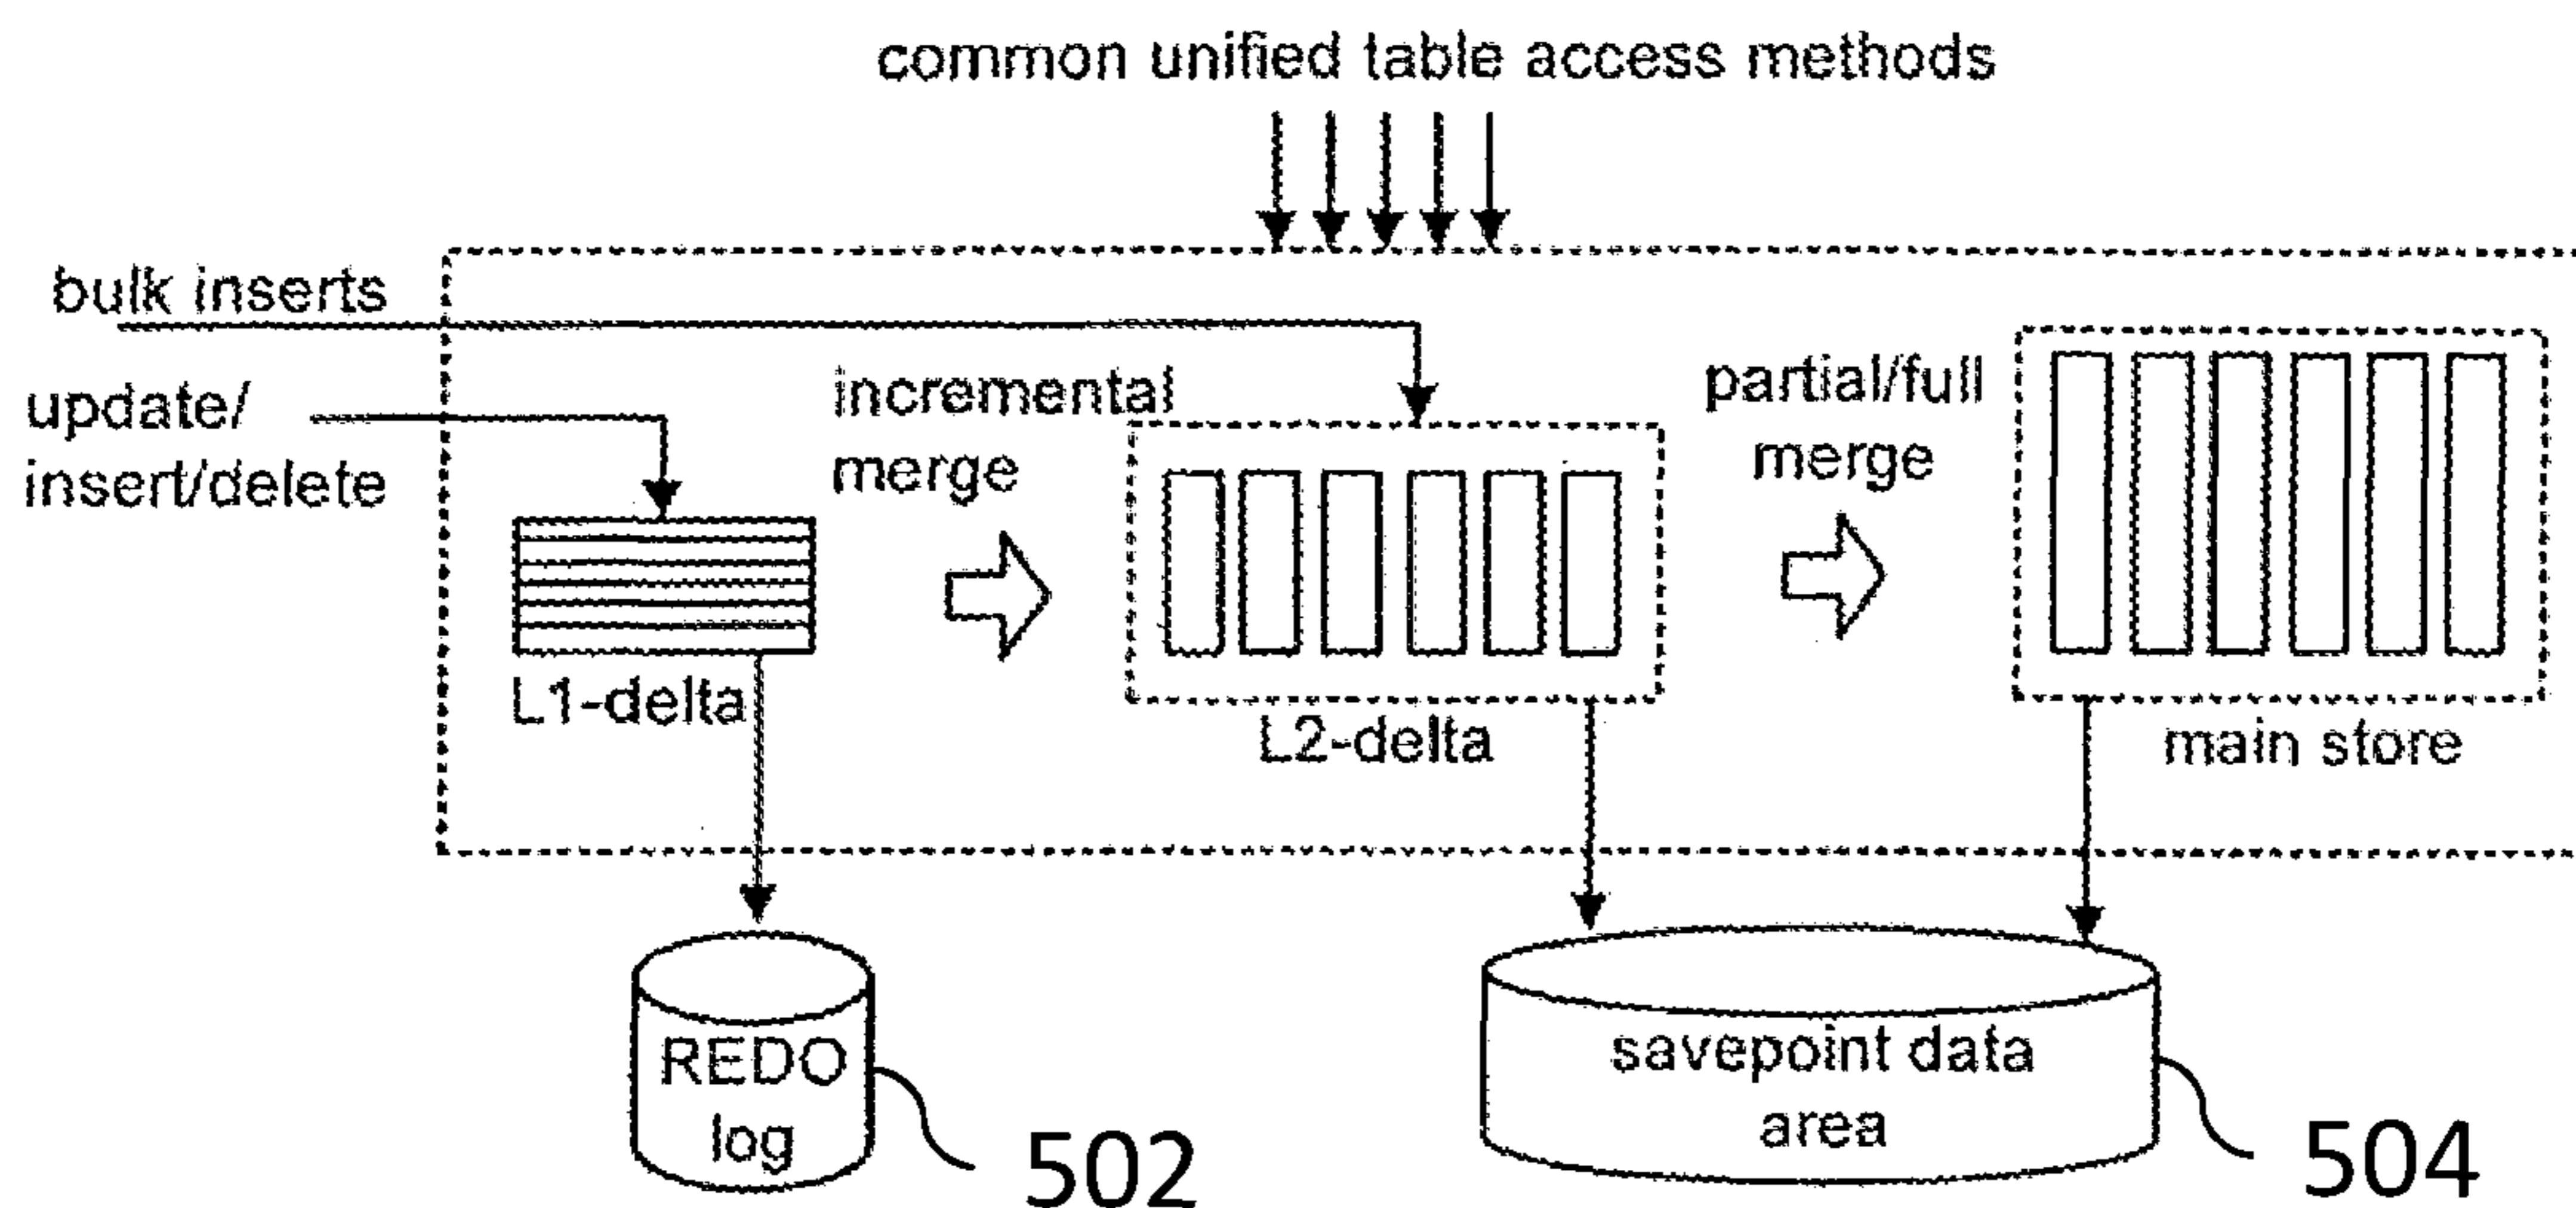 common unified table access methods
bulk inserts
update/
insert/delete
incremental
merge
partial/full
merge
L1-delta
L2-delta
main store
REDO
log
502
savepoint data
area
504